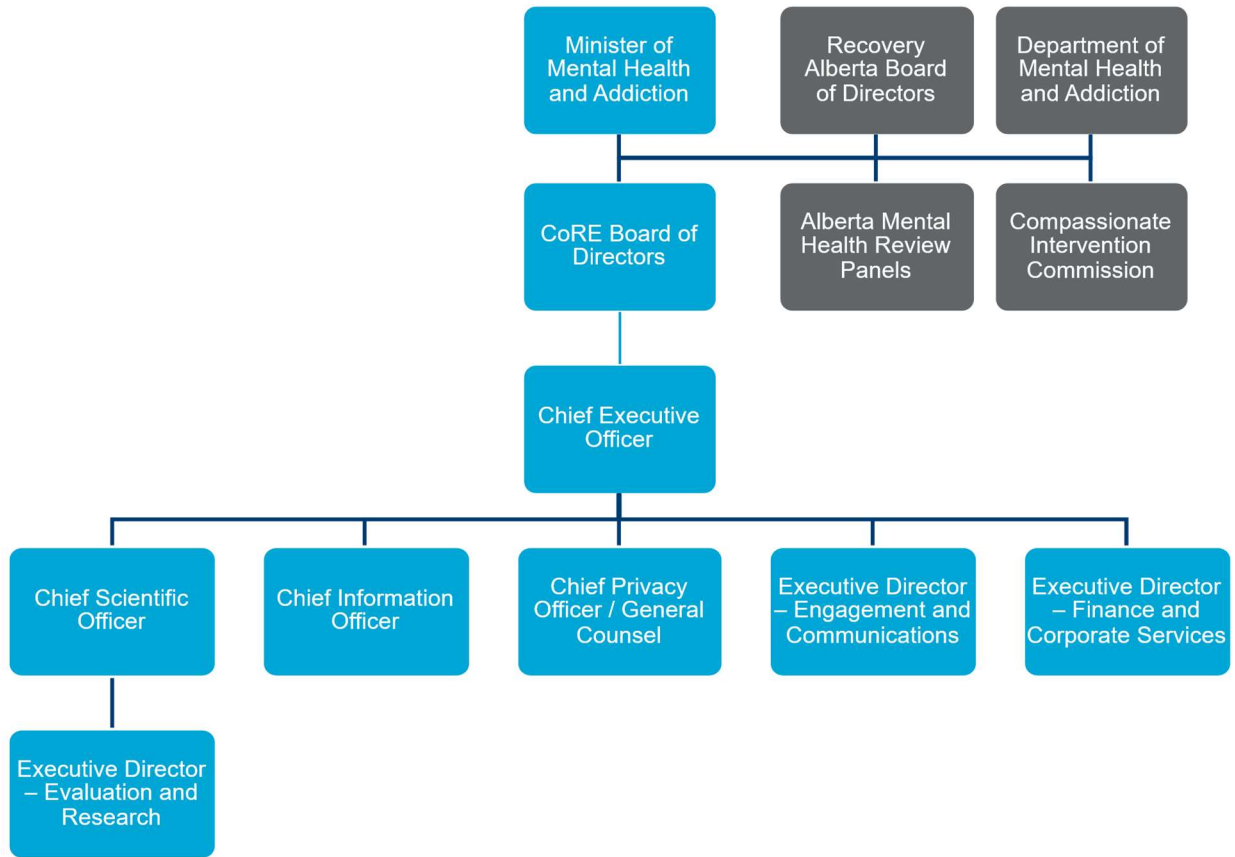 Minister of
Mental Health
and Addiction
Recovery
Alberta Board
of Directors
Department of
Mental Health
and Addiction
CoRE Board of
Directors
Alberta Mental
Health Review
Panels
Compassionate
Intervention
Commission
Chief Executive
Officer
Chief Scientific
Officer
Chief Information
Officer
Chief Privacy
Officer / General
Counsel
Executive Director
– Engagement and
Communications
Executive Director
– Finance and
Corporate Services
Executive Director
– Evaluation and
Research